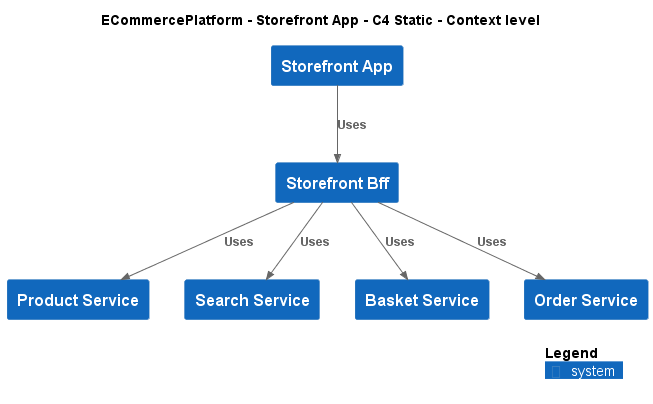 ECommercePlatform - Storefront App - C4 Static - Context level
Storefront App
Uses
Storefront Bff
Uses
Uses
Uses
Uses
Product Service
Search Service
Basket Service
Order Service
Legend
system